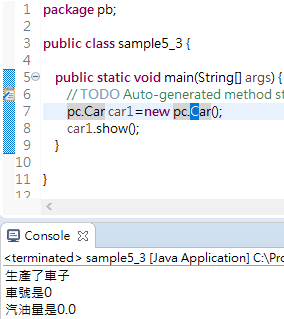 1 package pb;
2
3 public class sample5_3 {
4
5 public static void main(String[] args) {
6 // TODO Auto-generated method st
7 pc.Car car1=new pc.Car();
8 car1.show();
9 }
10
11 }
Console
<terminated> sample5_3 [Java Application] C:\Pro
生產了車子
車號是0
汽油量是0.0